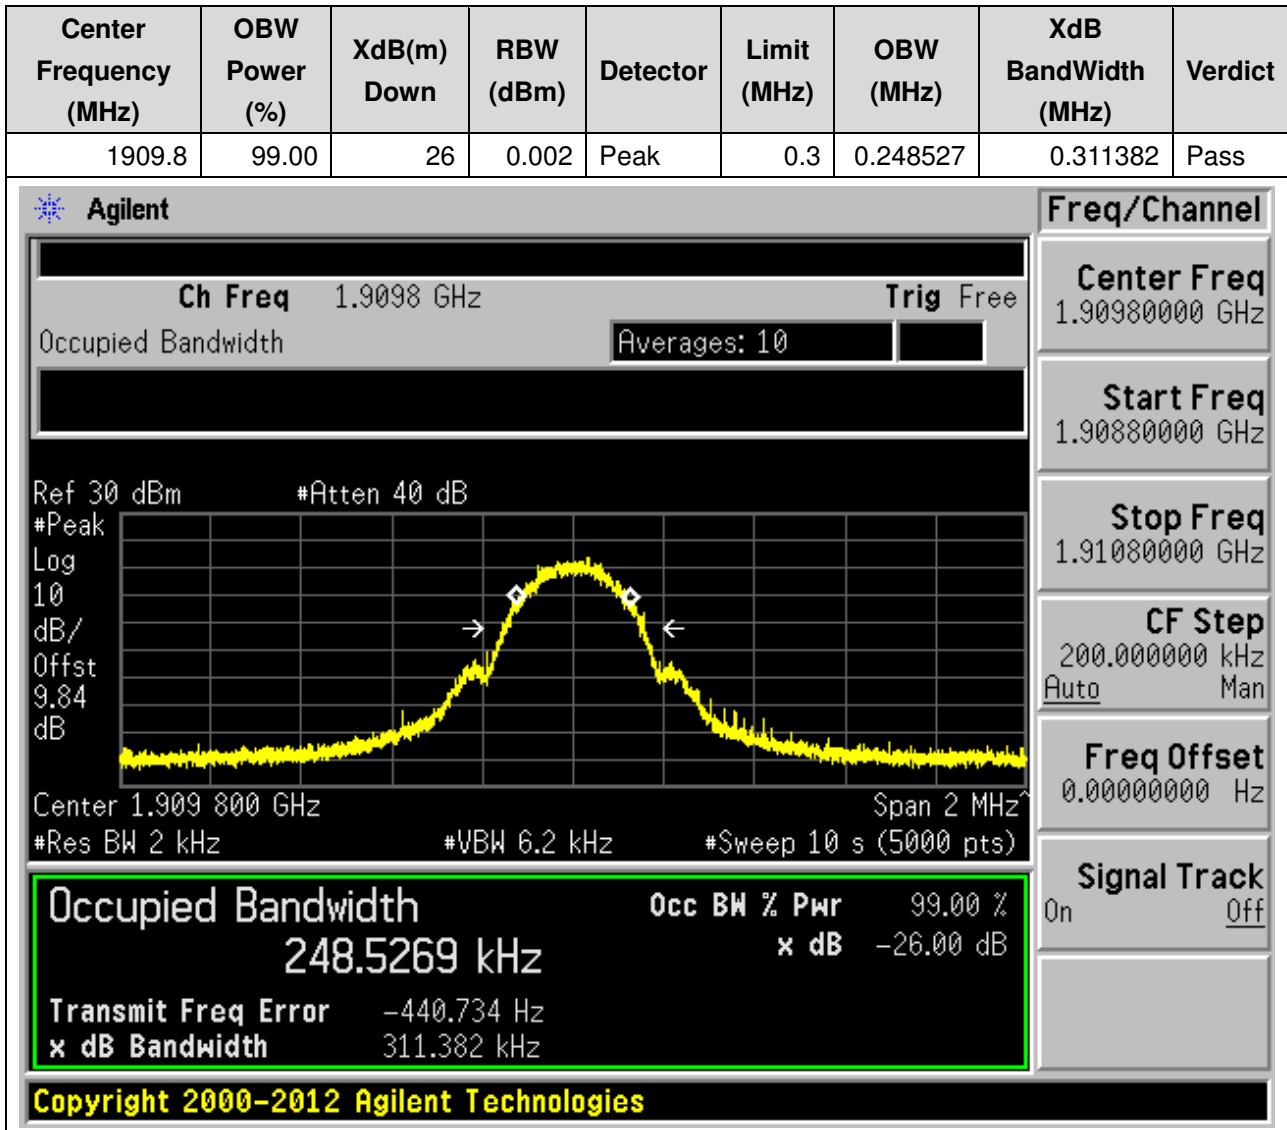 Center Frequency (MHz) OBW Power (%) XdB(m) Down RBW (dBm) Detector Limit (MHz) OBW (MHz) XdB BandWidth (MHz) Verdict
1909.8 99.00 26 0.002 Peak 0.3 0.248527 0.311382 Pass
Agilent
Freq/Channel
Ch Freq 1.9098 GHz Trig Free
Occupied Bandwidth Averages: 10
Center Freq
1.90980000 GHz
Start Freq
1.90880000 GHz
Stop Freq
1.91080000 GHz
CF Step
200.000000 kHz
Auto Man
Freq Offset
0.00000000 Hz
Signal Track
On Off
Ref 30 dBm #Atten 40 dB
#Peak
Log
10
dB/
Offst
9.84
dB
Center 1.909 800 GHz Span 2 MHz^
#Res BW 2 kHz #VBW 6.2 kHz #Sweep 10 s (5000 pts)
Occupied Bandwidth
248.5269 kHz
Occ BW % Pwr 99.00 %
x dB -26.00 dB
Transmit Freq Error -440.734 Hz
x dB Bandwidth 311.382 kHz
Copyright 2000-2012 Agilent Technologies